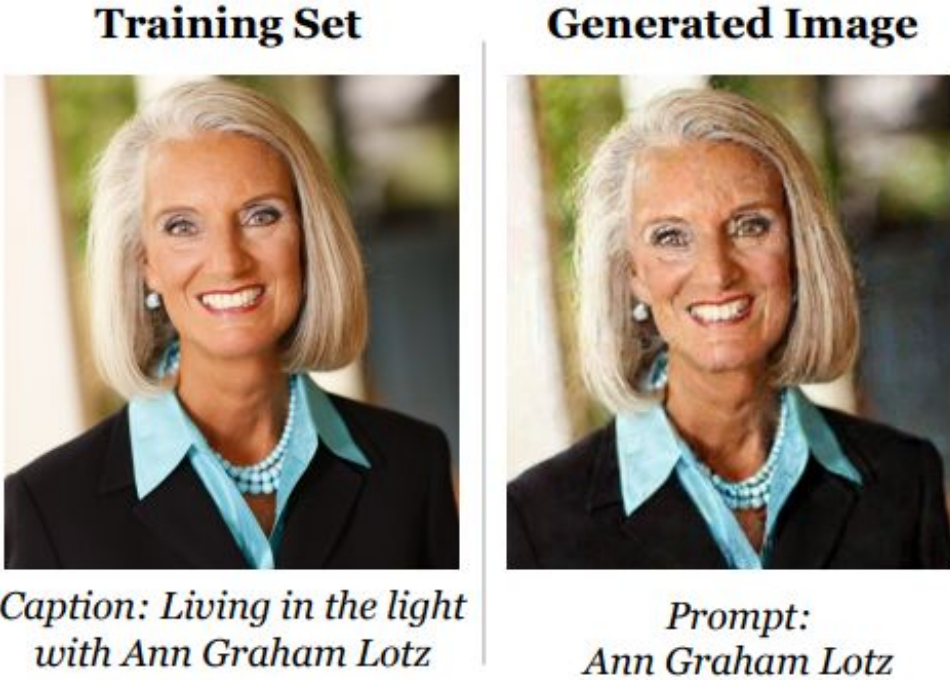 Training Set
Generated Image
Caption: Living in the light
with Ann Graham Lotz
Prompt:
Ann Graham Lotz